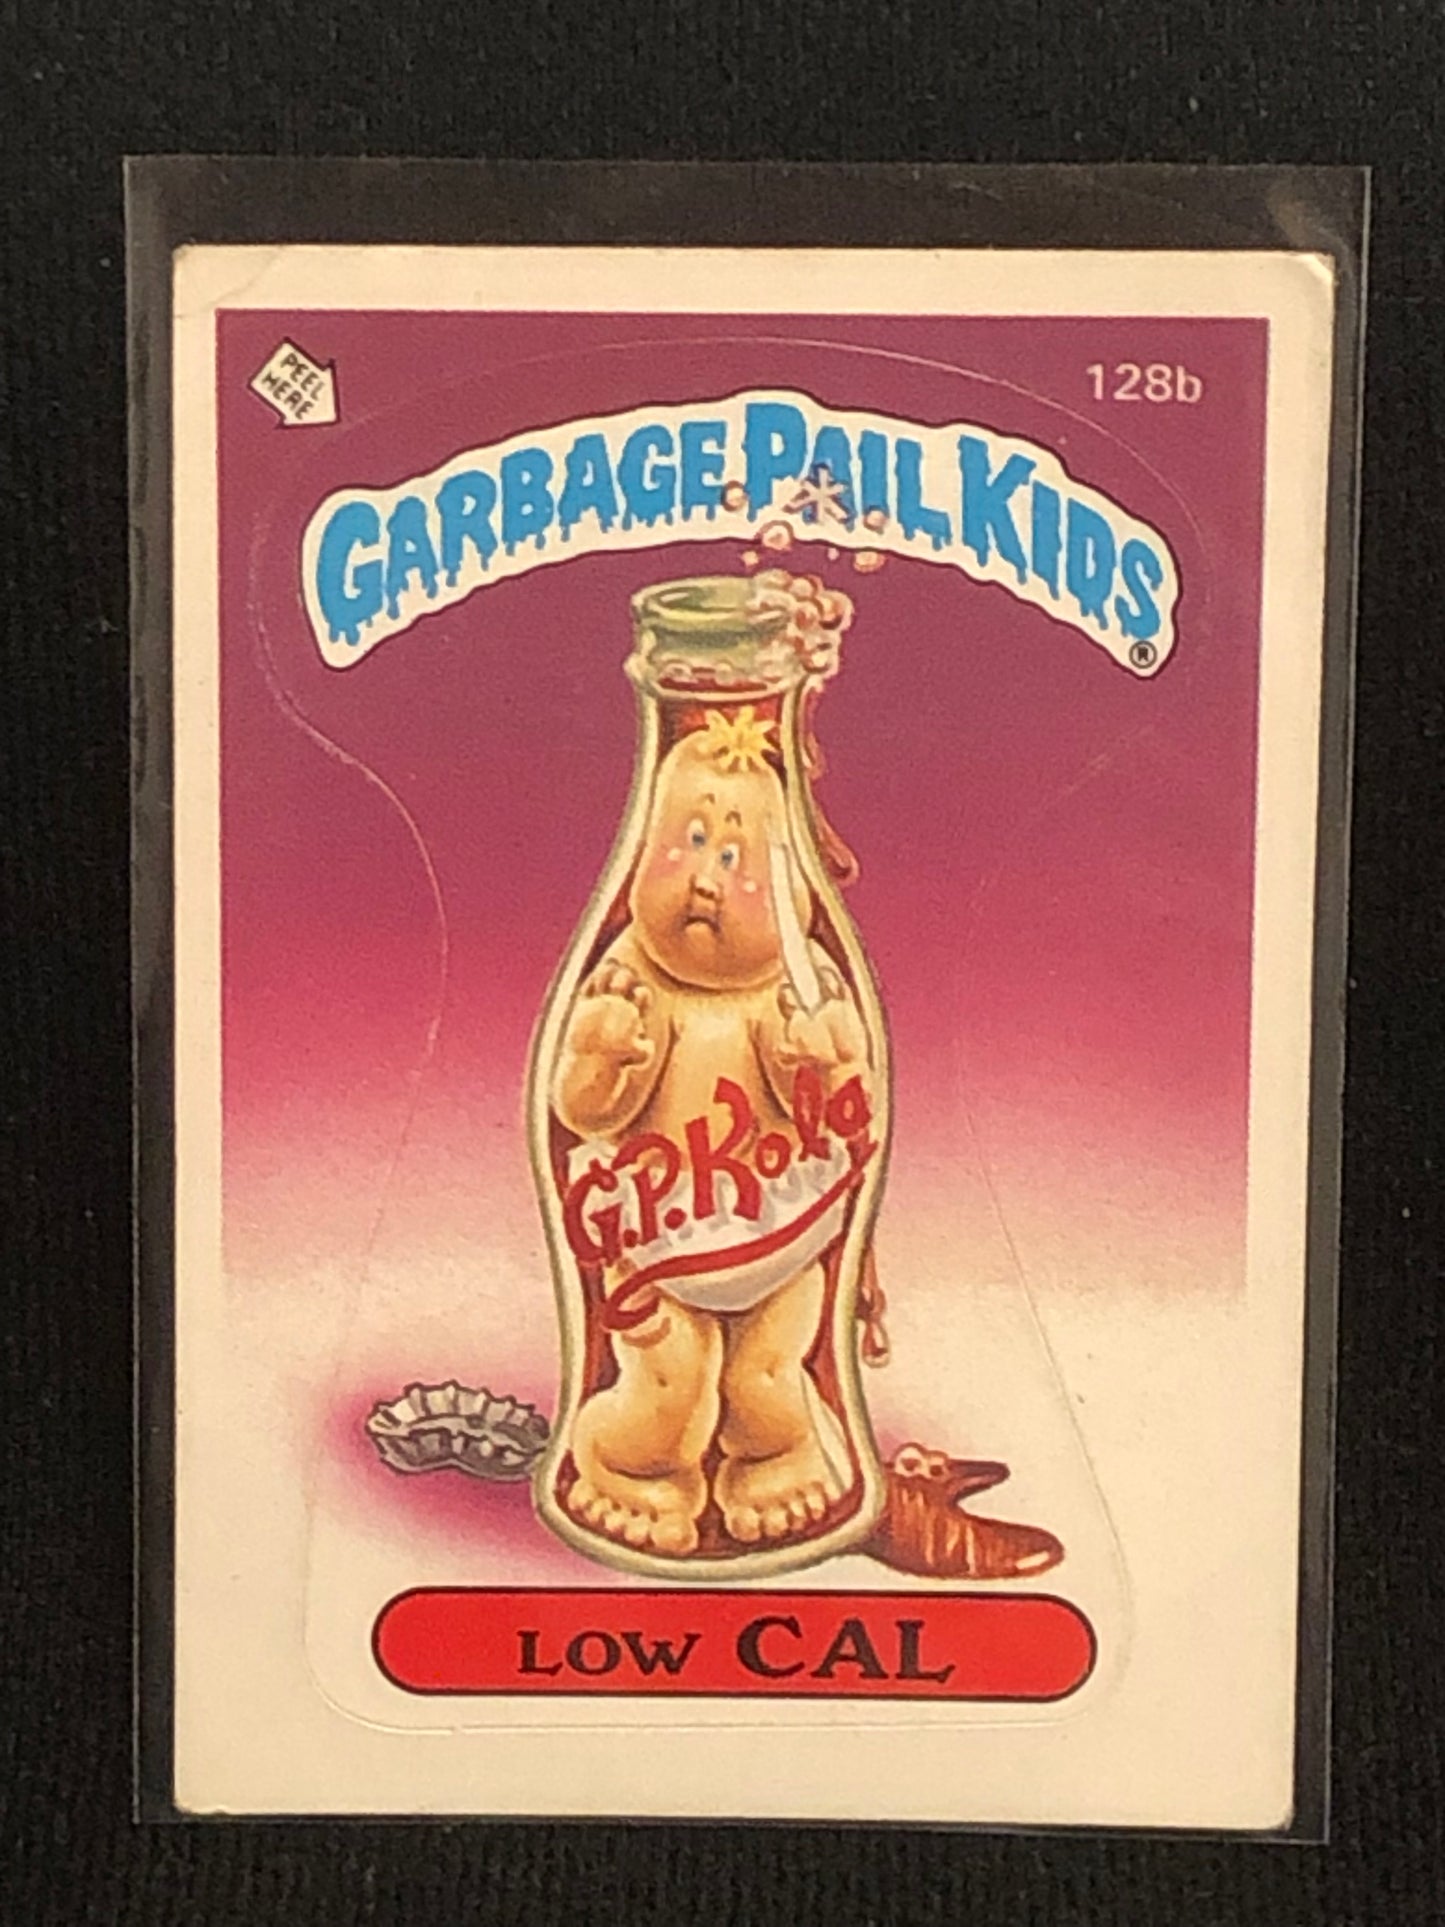 PEEL
HERE
128b
GARBAGE PAIL KIDS
®
G.P. Kola
LOW CAL